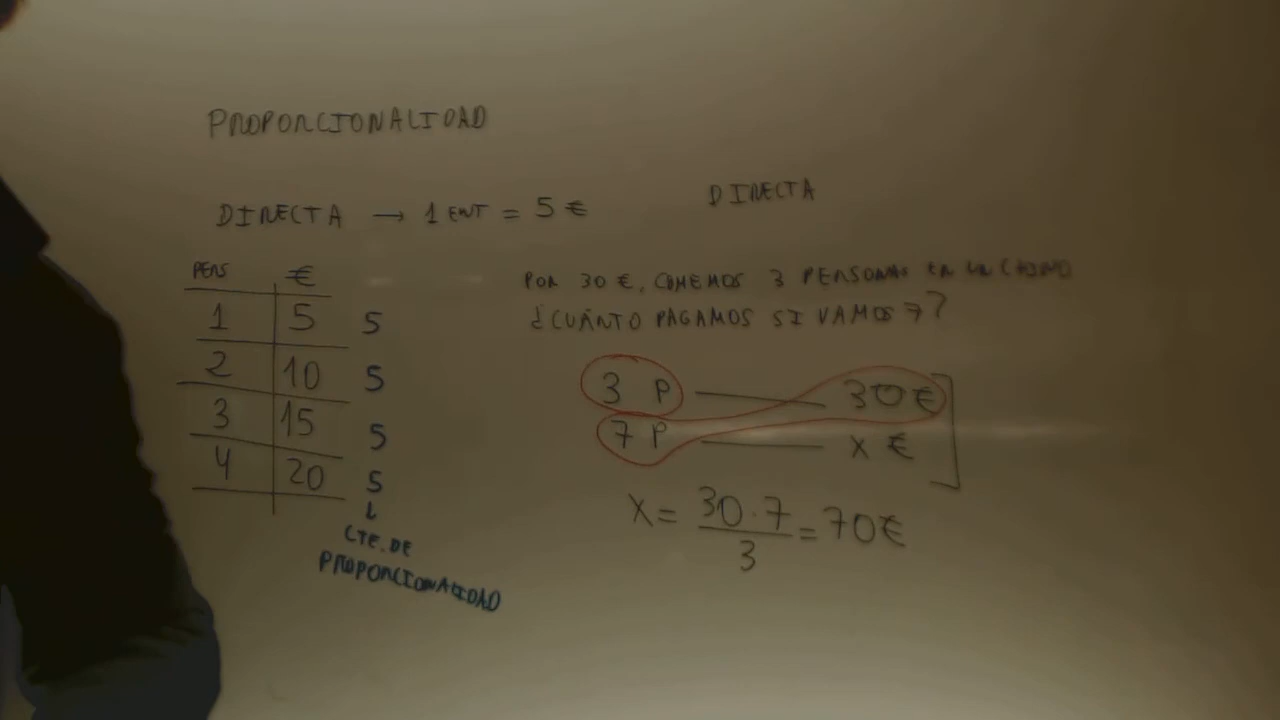 PROPORCIONALIDAD
DIRECTA → 1 ENT = 5 €
PERS €
1 5 5
2 10 5
3 15 5
4 20 5
↓
CTE. DE
PROPORCIONALIDAD
DIRECTA
POR 30 €, COMEMOS 3 PERSONAS EN UN
¿CUÁNTO PAGAMOS SI VAMOS 7?
3 P — 30 €
7 P — X €
X = 30 · 7 / 3 = 70 €